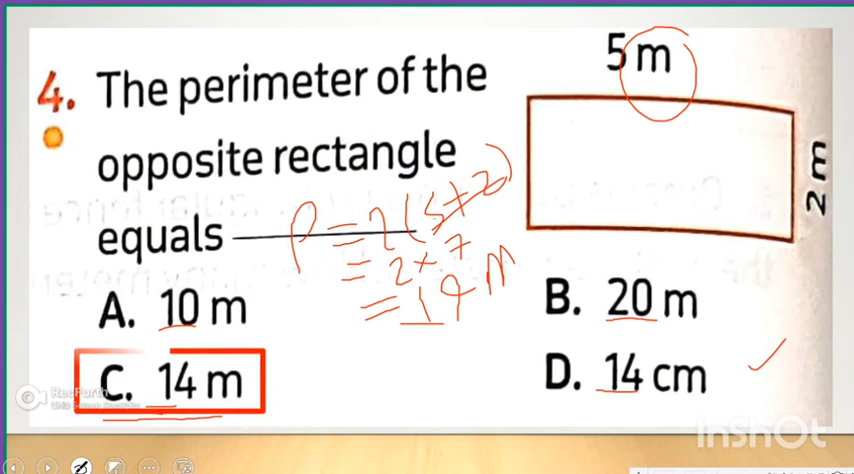 5 m
4. The perimeter of the
opposite rectangle
equals
2 m
P = 2 (5+2)
= 2 × 7
= 14 m
A. 10 m
B. 20 m
C. 14 m
D. 14 cm
InShOt